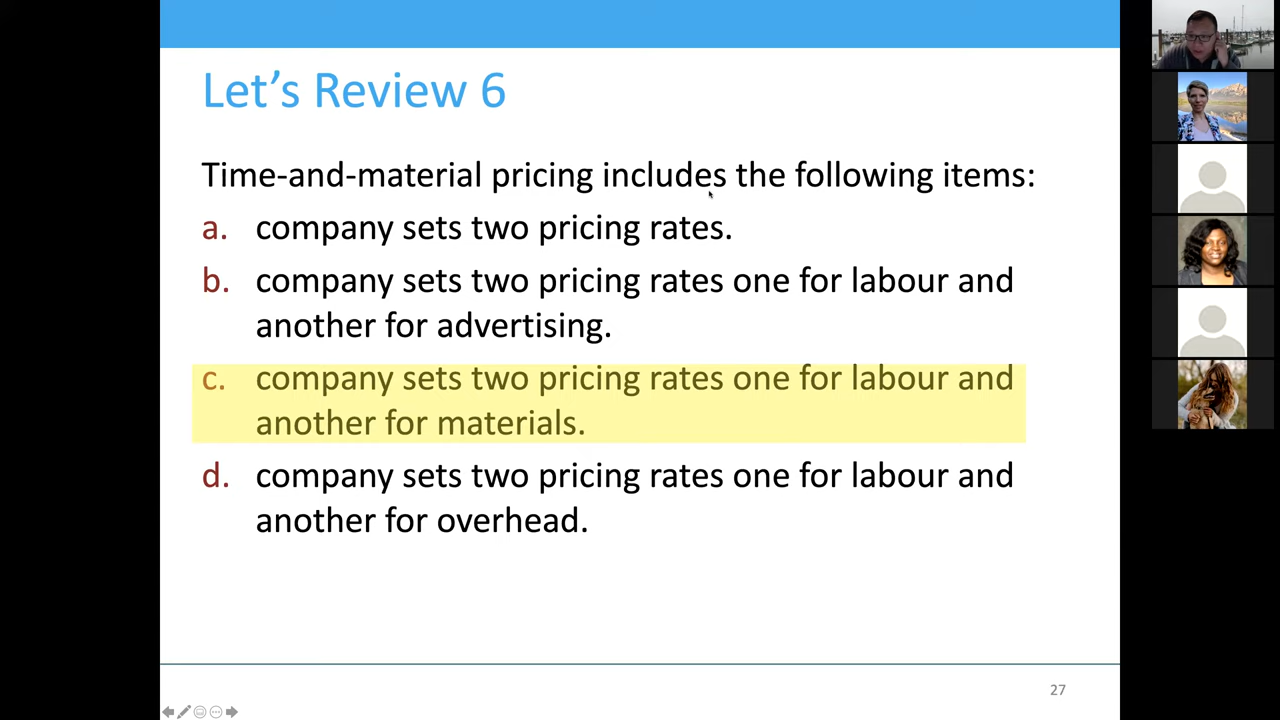 Let's Review 6
Time-and-material pricing includes the following items:
a. company sets two pricing rates.
b. company sets two pricing rates one for labour and
another for advertising.
c. company sets two pricing rates one for labour and
another for materials.
d. company sets two pricing rates one for labour and
another for overhead.
27